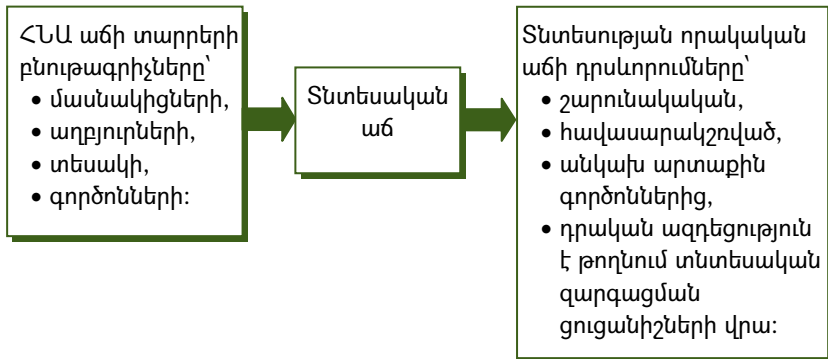 ՀՆԱ աճի տարրերի
բնութագրիչները՝
• մասնակիցների,
• աղբյուրների,
• տեսակի,
• գործոնների:
Տնտեսական
աճ
Տնտեսության որակական
աճի դրսևորումները՝
• շարունակական,
• հավասարակշռված,
• անկախ արտաքին
գործոններից,
• դրական ազդեցություն
է թողնում տնտեսական
զարգացման
ցուցանիշների վրա: